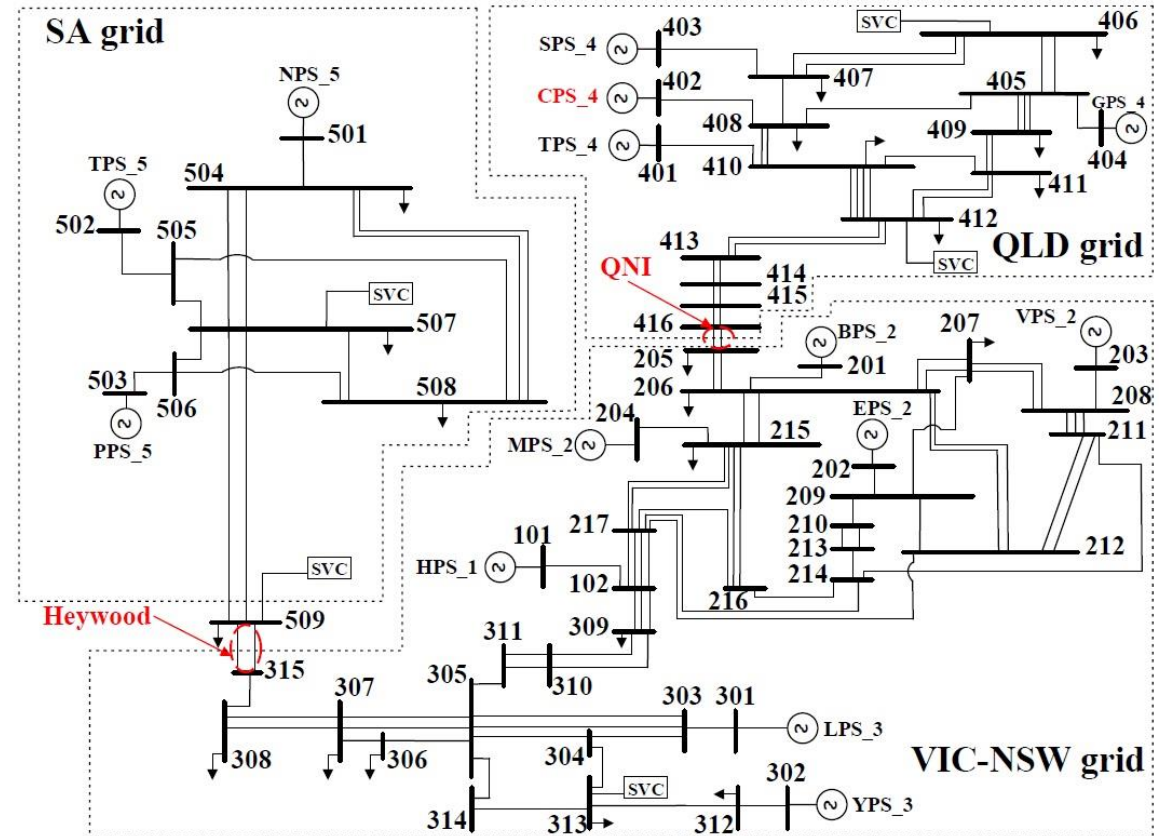 SA grid
NPS_5
501
TPS_5
504
502
505
SVC
507
503
506
508
PPS_5
SVC
509
Heywood
315
SVC
406
SPS_4
403
407
CPS_4
402
405
GPS_4
408
409
404
TPS_4
401
410
411
412
QLD grid
SVC
413
QNI
414
415
416
BPS_2
207
VPS_2
205
201
203
206
208
204
EPS_2
215
211
MPS_2
202
209
217
210
212
101
213
HPS_1
102
214
216
309
311
305
310
303
301
307
LPS_3
304
308
306
VIC-NSW grid
SVC
302
YPS_3
314
313
312